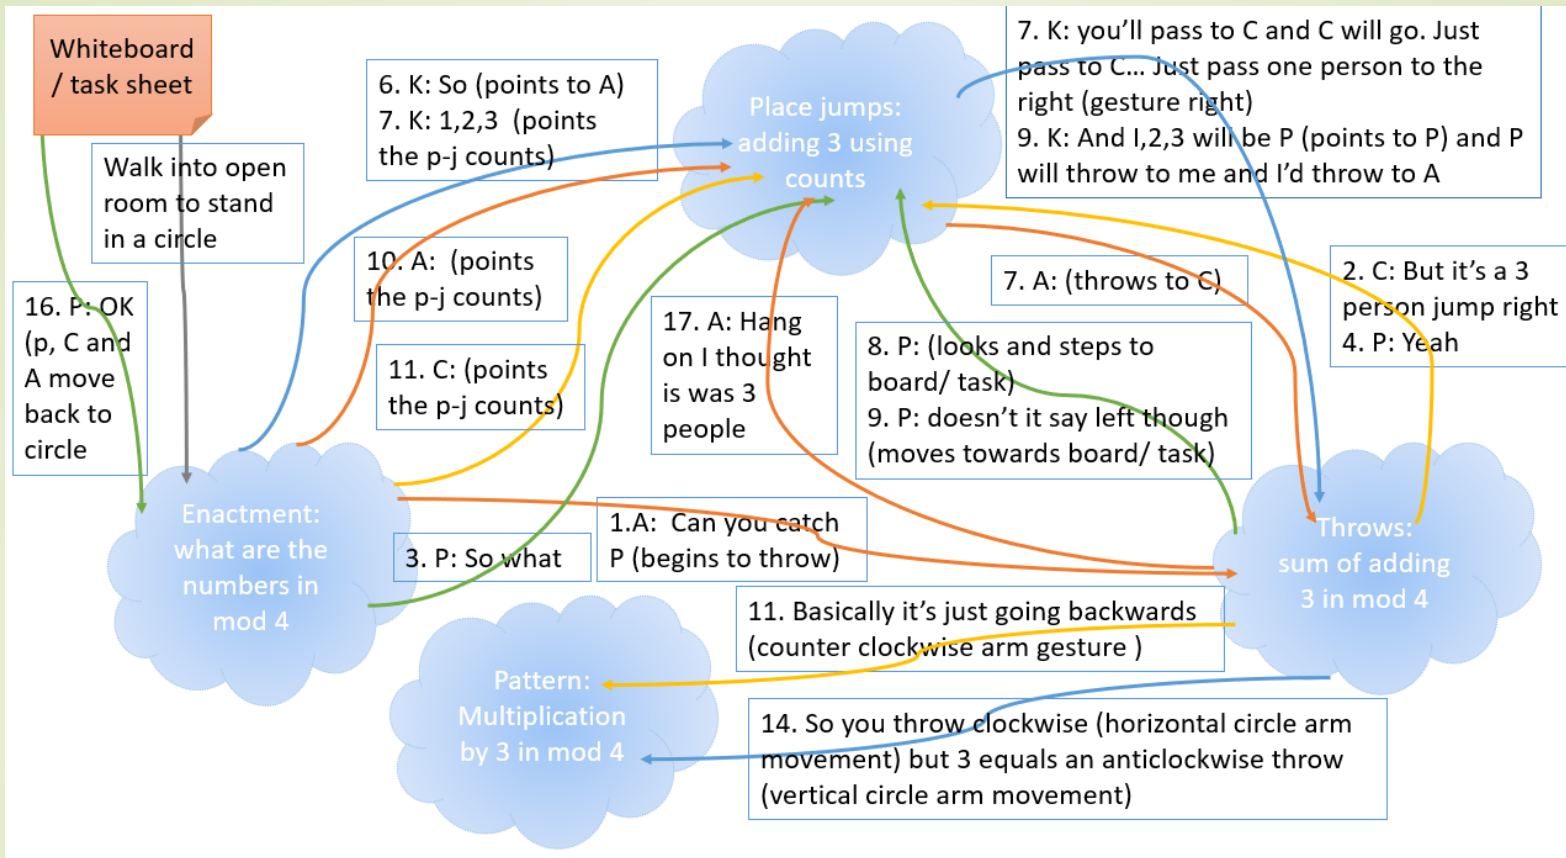 Whiteboard
/ task sheet
Walk into open
room to stand
in a circle
16. P: OK
(p, C and
A move
back to
circle
6. K: So (points to A)
7. K: 1,2,3  (points
the p-j counts)
10. A:  (points
the p-j counts)
11. C: (points
the p-j counts)
3. P: So what
Place jumps:
adding 3 using
counts
7. K: you’ll pass to C and C will go. Just
pass to C... Just pass one person to the
right (gesture right)
9. K: And I,2,3 will be P (points to P) and P
will throw to me and I’d throw to A
7. A: (throws to C)
2. C: But it’s a 3
person jump right
4. P: Yeah
17. A: Hang
on I thought
is was 3
people
8. P: (looks and steps to
board/ task)
9. P: doesn’t it say left though
(moves towards board/ task)
1.A:  Can you catch
P (begins to throw)
Enactment:
what are the
numbers in
mod 4
Throws:
sum of adding
3 in mod 4
11. Basically it’s just going backwards
(counter clockwise arm gesture )
Pattern:
Multiplication
by 3 in mod 4
14. So you throw clockwise (horizontal circle arm
movement) but 3 equals an anticlockwise throw
(vertical circle arm movement)